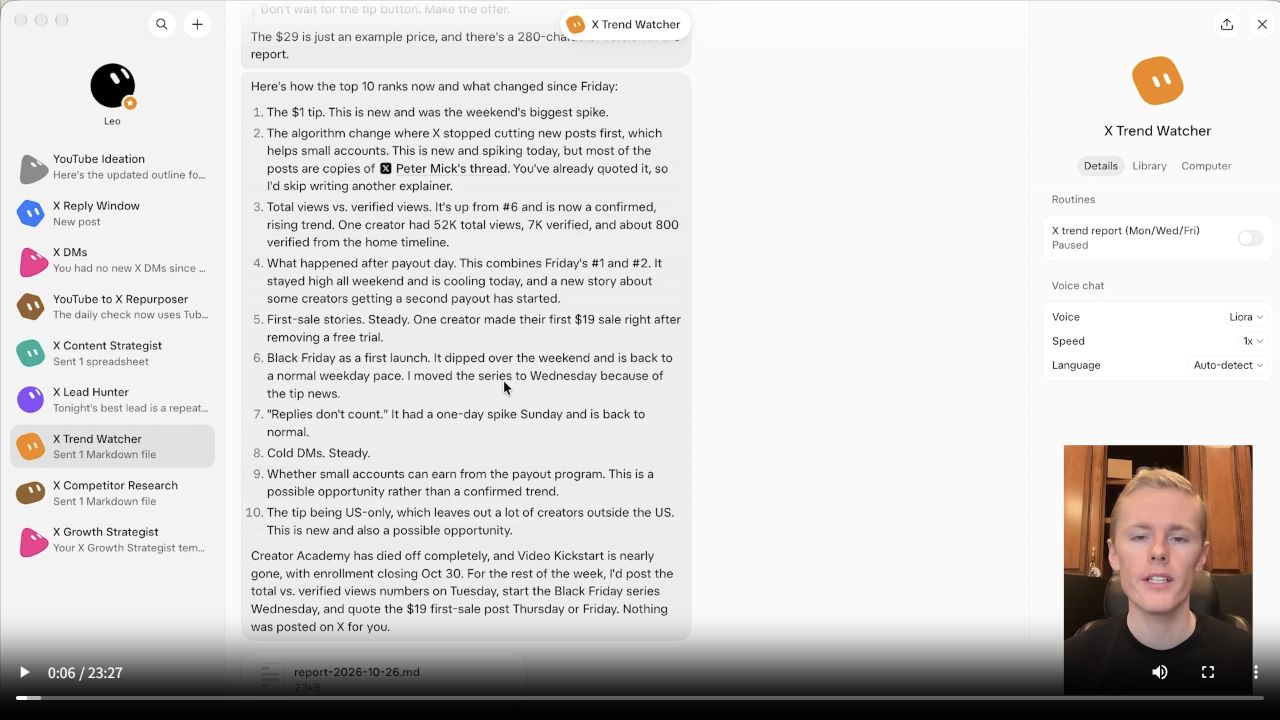 Leo
YouTube Ideation
Here's the updated outline fo...
X Reply Window
New post
X DMs
You had no new X DMs since ...
YouTube to X Repurposer
The daily check now uses Tub...
X Content Strategist
Sent 1 spreadsheet
X Lead Hunter
Tonight's best lead is a repeat...
X Trend Watcher
Sent 1 Markdown file
X Competitor Research
Sent 1 Markdown file
X Growth Strategist
Your X Growth Strategist tem...
X Trend Watcher
Don't wait for the tip button. Make the offer.
The $29 is just an example price, and there's a 280-character version in the
report.
Here's how the top 10 ranks now and what changed since Friday:
1. The $1 tip. This is new and was the weekend's biggest spike.
2. The algorithm change where X stopped cutting new posts first, which
helps small accounts. This is new and spiking today, but most of the
posts are copies of X Peter Mick's thread. You've already quoted it, so
I'd skip writing another explainer.
3. Total views vs. verified views. It's up from #6 and is now a confirmed,
rising trend. One creator had 52K total views, 7K verified, and about 800
verified from the home timeline.
4. What happened after payout day. This combines Friday's #1 and #2. It
stayed high all weekend and is cooling today, and a new story about
some creators getting a second payout has started.
5. First-sale stories. Steady. One creator made their first $19 sale right after
removing a free trial.
6. Black Friday as a first launch. It dipped over the weekend and is back to
a normal weekday pace. I moved the series to Wednesday because of
the tip news.
7. "Replies don't count." It had a one-day spike Sunday and is back to
normal.
8. Cold DMs. Steady.
9. Whether small accounts can earn from the payout program. This is a
possible opportunity rather than a confirmed trend.
10. The tip being US-only, which leaves out a lot of creators outside the US.
This is new and also a possible opportunity.
Creator Academy has died off completely, and Video Kickstart is nearly
gone, with enrollment closing Oct 30. For the rest of the week, I'd post the
total vs. verified views numbers on Tuesday, start the Black Friday series
Wednesday, and quote the $19 first-sale post Thursday or Friday. Nothing
was posted on X for you.
report-2026-10-26.md
23kB
X Trend Watcher
Details Library Computer
Routines
X trend report (Mon/Wed/Fri)
Paused
Voice chat
Voice Liora
Speed 1x
Language Auto-detect
0:06 / 23:27